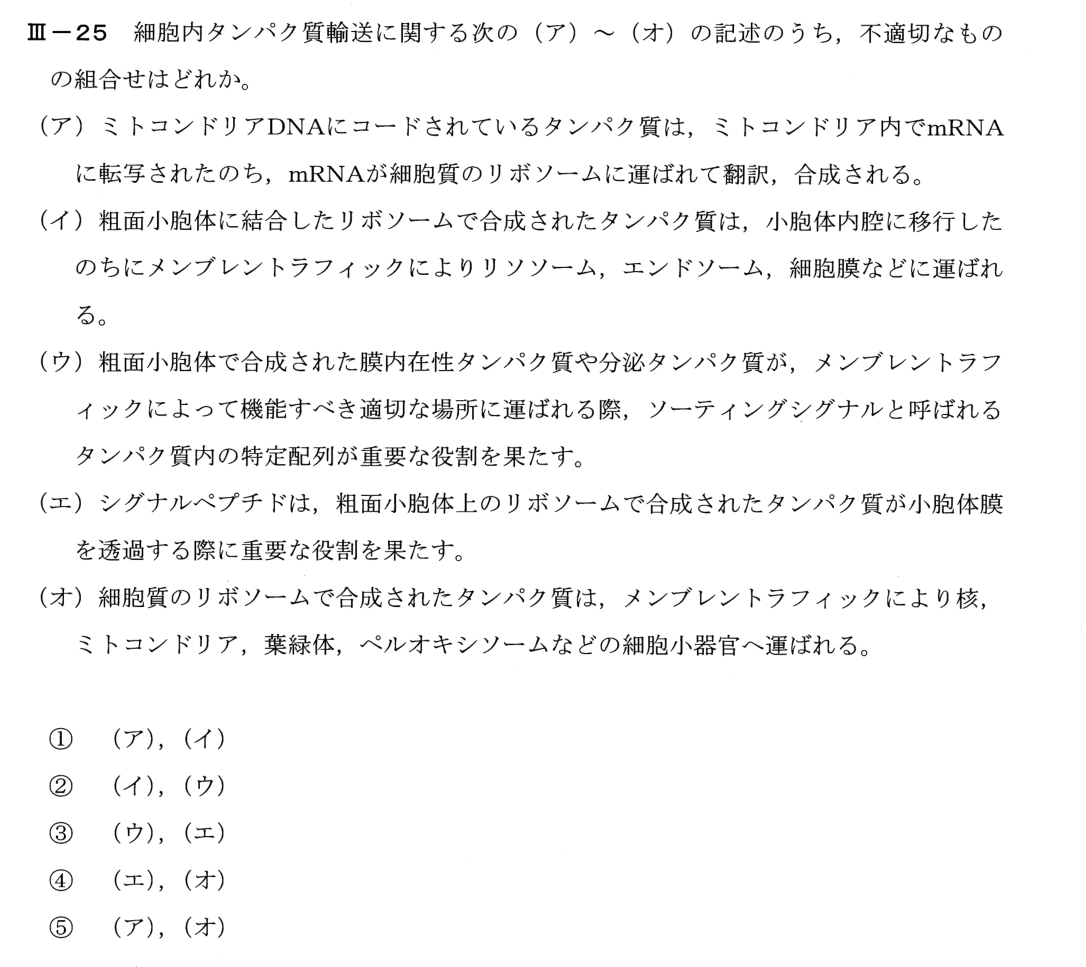 Ⅲ－25　細胞内タンパク質輸送に関する次の（ア）～（オ）の記述のうち，不適切なもの
の組合せはどれか。
（ア）ミトコンドリアDNAにコードされているタンパク質は，ミトコンドリア内でmRNA
に転写されたのち，mRNAが細胞質のリボソームに運ばれて翻訳，合成される。
（イ）粗面小胞体に結合したリボソームで合成されたタンパク質は，小胞体内腔に移行した
のちにメンブレントラフィックによりリソソーム，エンドソーム，細胞膜などに運ばれ
る。
（ウ）粗面小胞体で合成された膜内在性タンパク質や分泌タンパク質が，メンブレントラフ
ィックによって機能すべき適切な場所に運ばれる際，ソーティングシグナルと呼ばれる
タンパク質内の特定配列が重要な役割を果たす。
（エ）シグナルペプチドは，粗面小胞体上のリボソームで合成されたタンパク質が小胞体膜
を透過する際に重要な役割を果たす。
（オ）細胞質のリボソームで合成されたタンパク質は，メンブレントラフィックにより核，
ミトコンドリア，葉緑体，ペルオキシソームなどの細胞小器官へ運ばれる。
①　（ア），（イ）
②　（イ），（ウ）
③　（ウ），（エ）
④　（エ），（オ）
⑤　（ア），（オ）